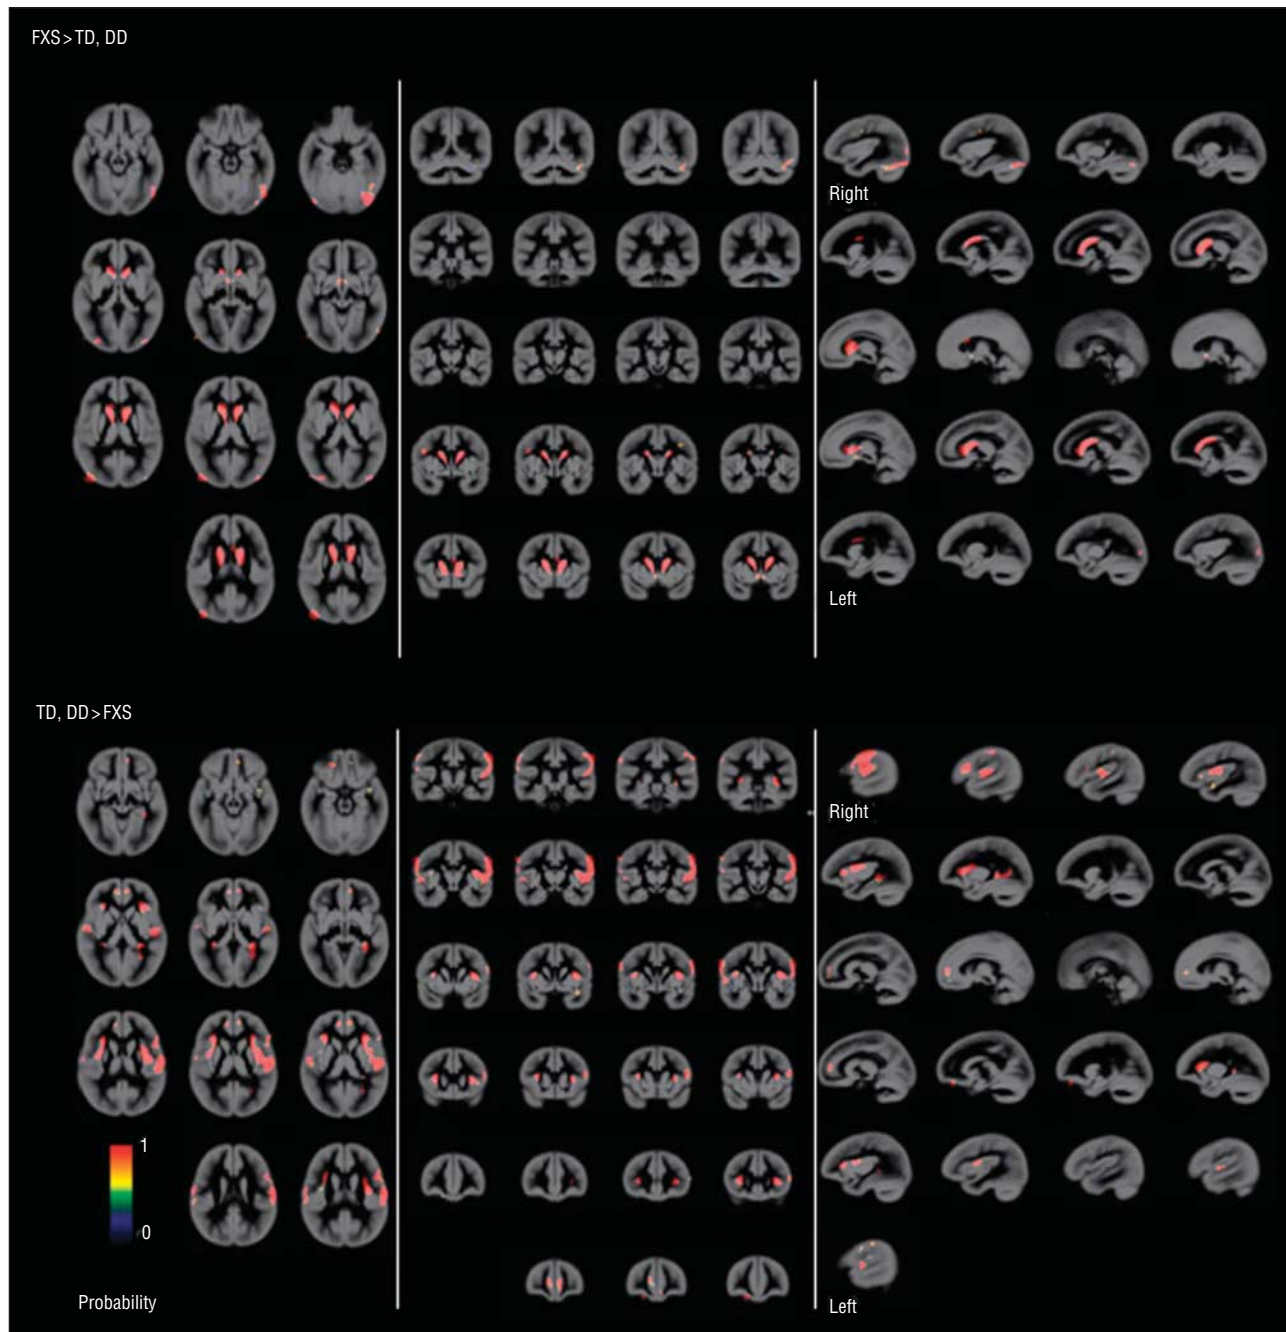 FXS>TD, DD
Right
Left
TD, DD>FXS
Right
1
0
Probability
Left